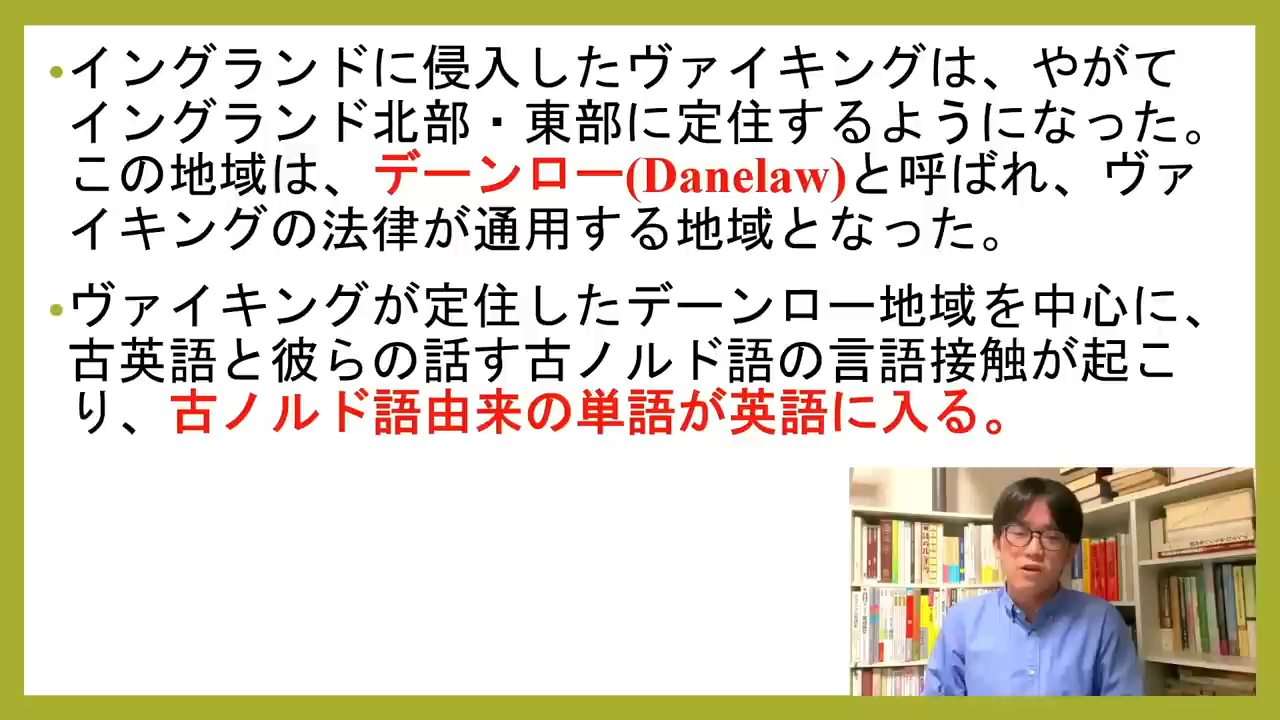 •イングランドに侵入したヴァイキングは、やがて
イングランド北部・東部に定住するようになった。
この地域は、デーンロー(Danelaw)と呼ばれ、ヴァ
イキングの法律が通用する地域となった。
•ヴァイキングが定住したデーンロー地域を中心に、
古英語と彼らの話す古ノルド語の言語接触が起こ
り、古ノルド語由来の単語が英語に入る。